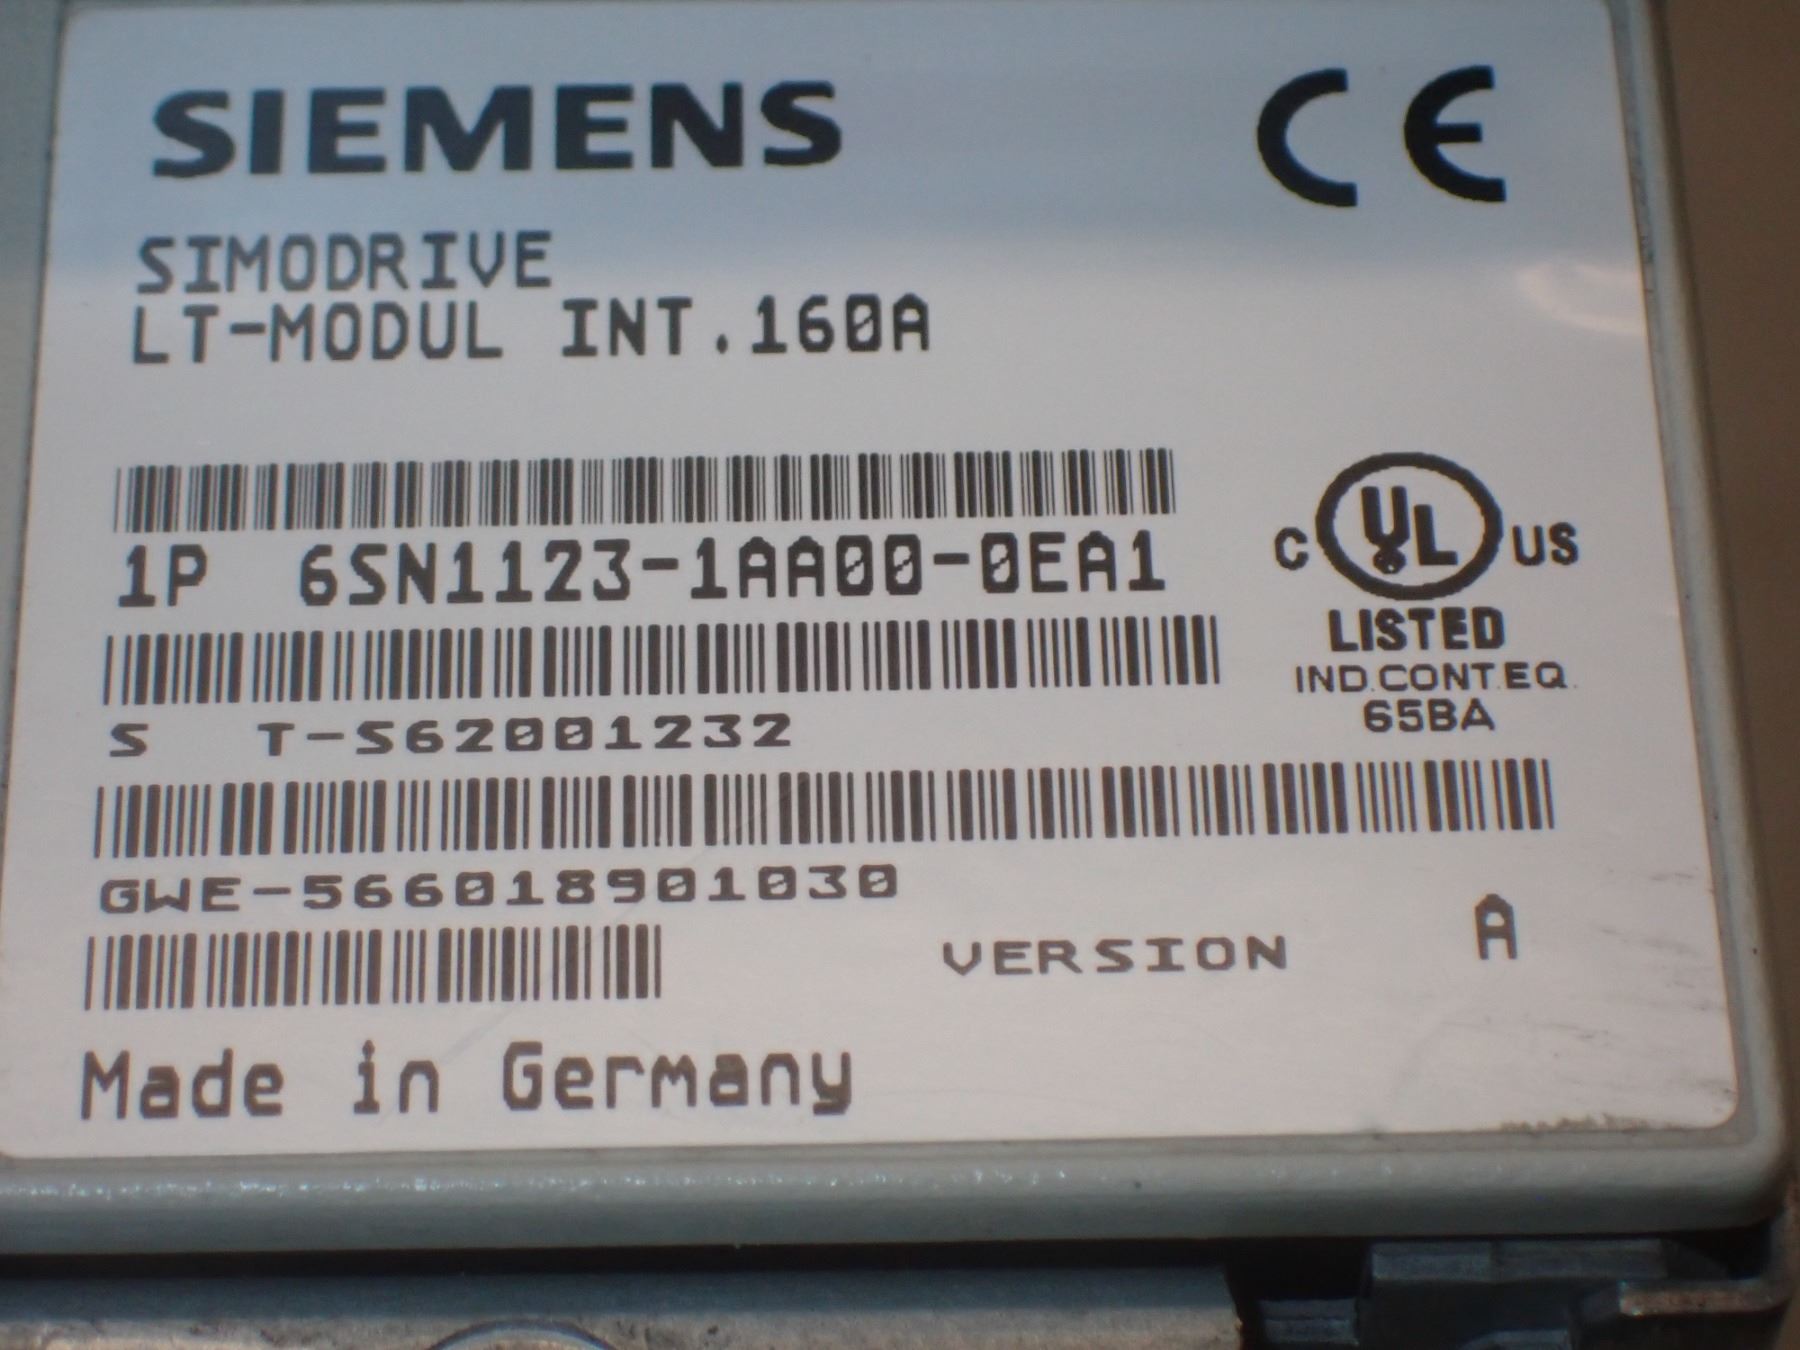 SIEMENS
CE
SIMODRIVE
LT-MODUL INT.160A
1P 6SN1123-1AA00-0EA1
C UL US
LISTED
IND.CONT.EQ.
65BA
S T-S62001232
GWE-566018901030
VERSION A
Made in Germany